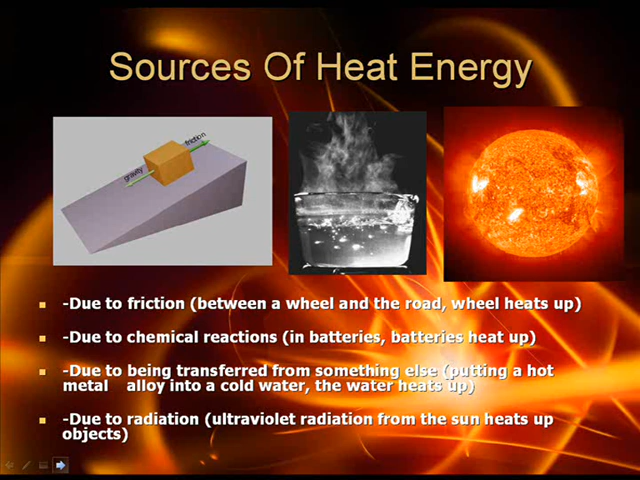 Sources Of Heat Energy
gravity
friction
-Due to friction (between a wheel and the road, wheel heats up)
-Due to chemical reactions (in batteries, batteries heat up)
-Due to being transferred from something else (putting a hot
metal alloy into a cold water, the water heats up)
-Due to radiation (ultraviolet radiation from the sun heats up
objects)